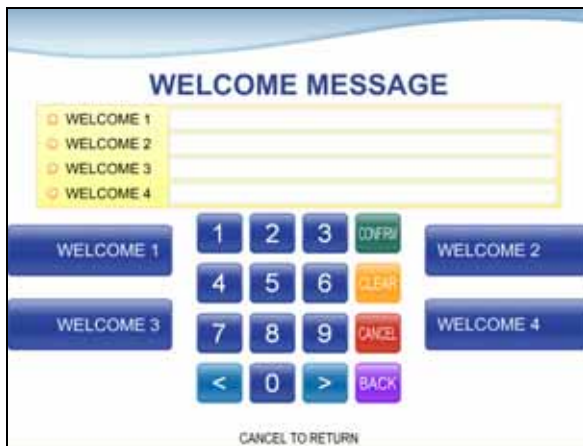 WELCOME MESSAGE
WELCOME 1
WELCOME 2
WELCOME 3
WELCOME 4
WELCOME 1
WELCOME 2
WELCOME 3
WELCOME 4
1 2 3 CONFIRM
4 5 6 CLEAR
7 8 9 CANCEL
< 0 > BACK
CANCEL TO RETURN